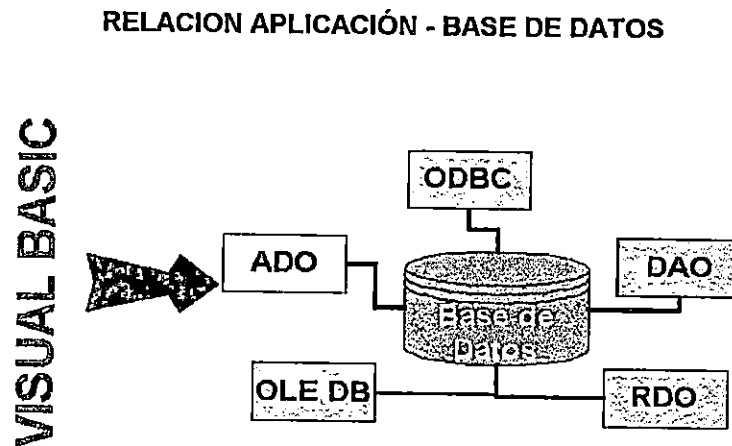 RELACION APLICACIÓN - BASE DE DATOS
VISUAL BASIC
ODBC
ADO
DAO
Base de
Datos
OLE DB
RDO